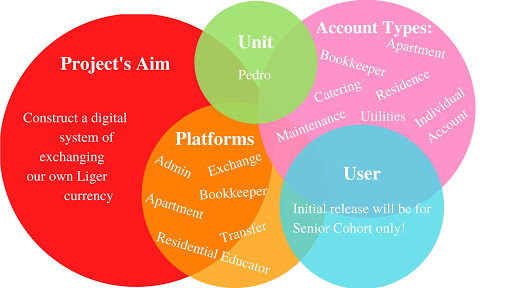 Project's Aim
Construct a digital
system of
exchanging
our own Liger
currency
Unit
Pedro
Account Types:
Apartment
Bookkeeper
Catering
Residence
Maintenance
Utilities
Individual
Account
Platforms
Admin
Exchange
Bookkeeper
Apartment
Transfer
Residential Educator
User
Initial release will be for
Senior Cohort only!